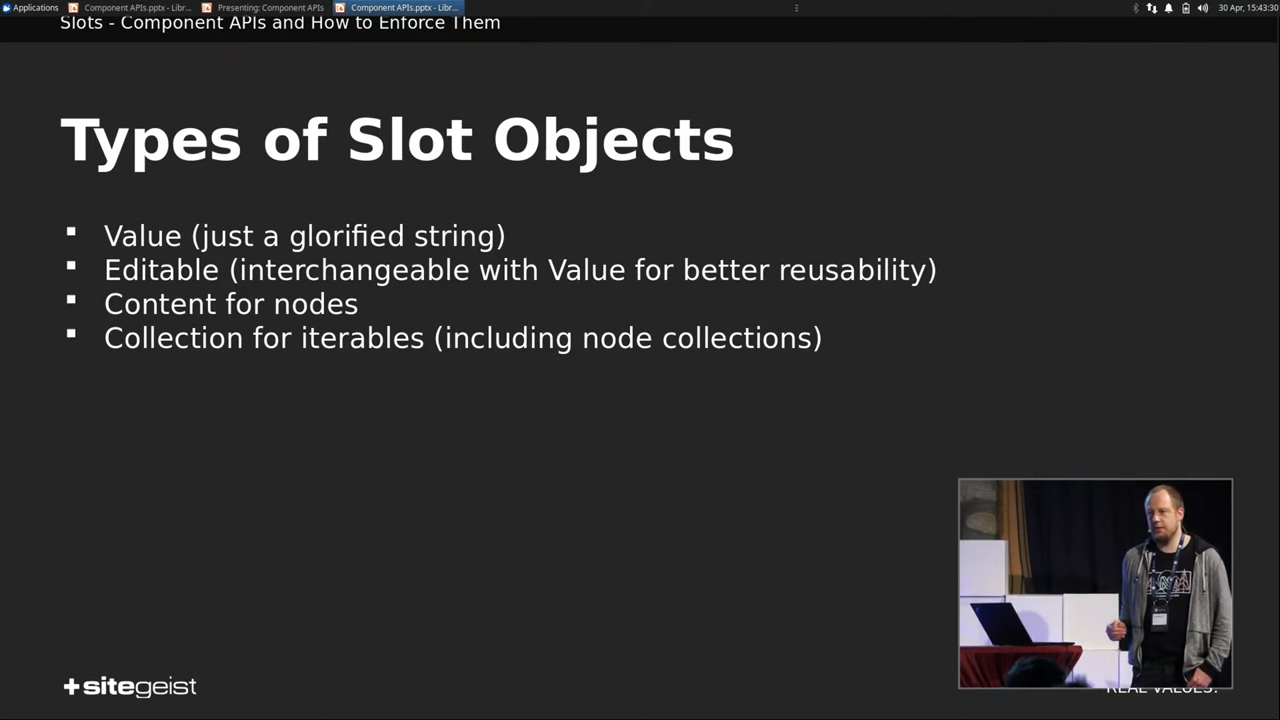 Applications
Component APIs.pptx - Libr...
Presenting: Component APIs
Component APIs.pptx - Libr...
30 Apr, 15:43:30
Slots - Component APIs and How to Enforce Them
Types of Slot Objects
Value (just a glorified string)
Editable (interchangeable with Value for better reusability)
Content for nodes
Collection for iterables (including node collections)
+sitegeist
REAL VALUES.